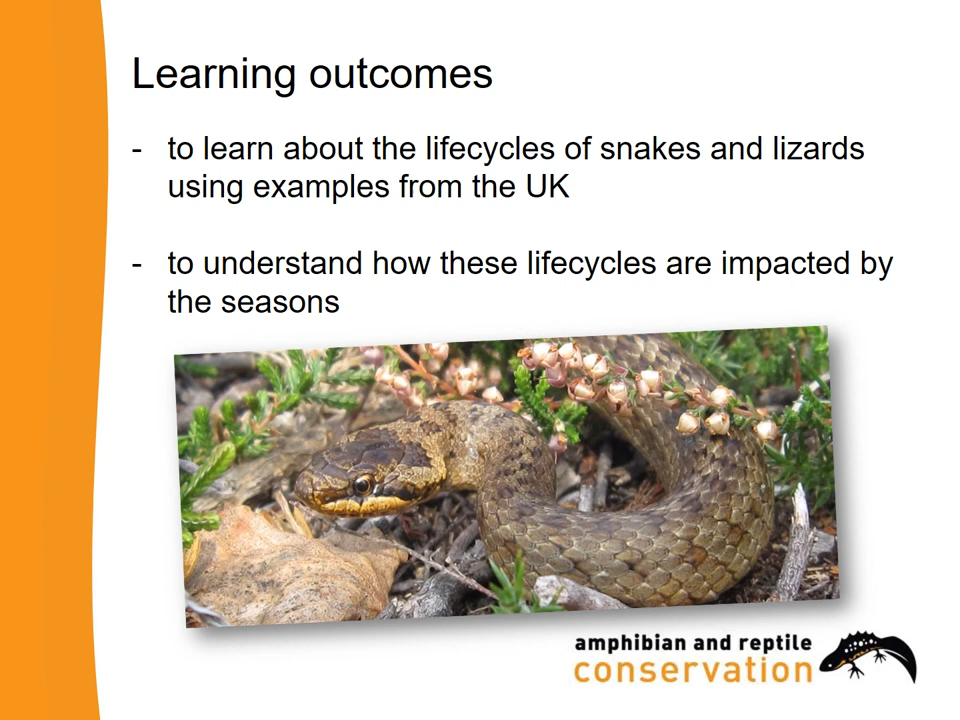 Learning outcomes
- to learn about the lifecycles of snakes and lizards
using examples from the UK
- to understand how these lifecycles are impacted by
the seasons
amphibian and reptile
conservation